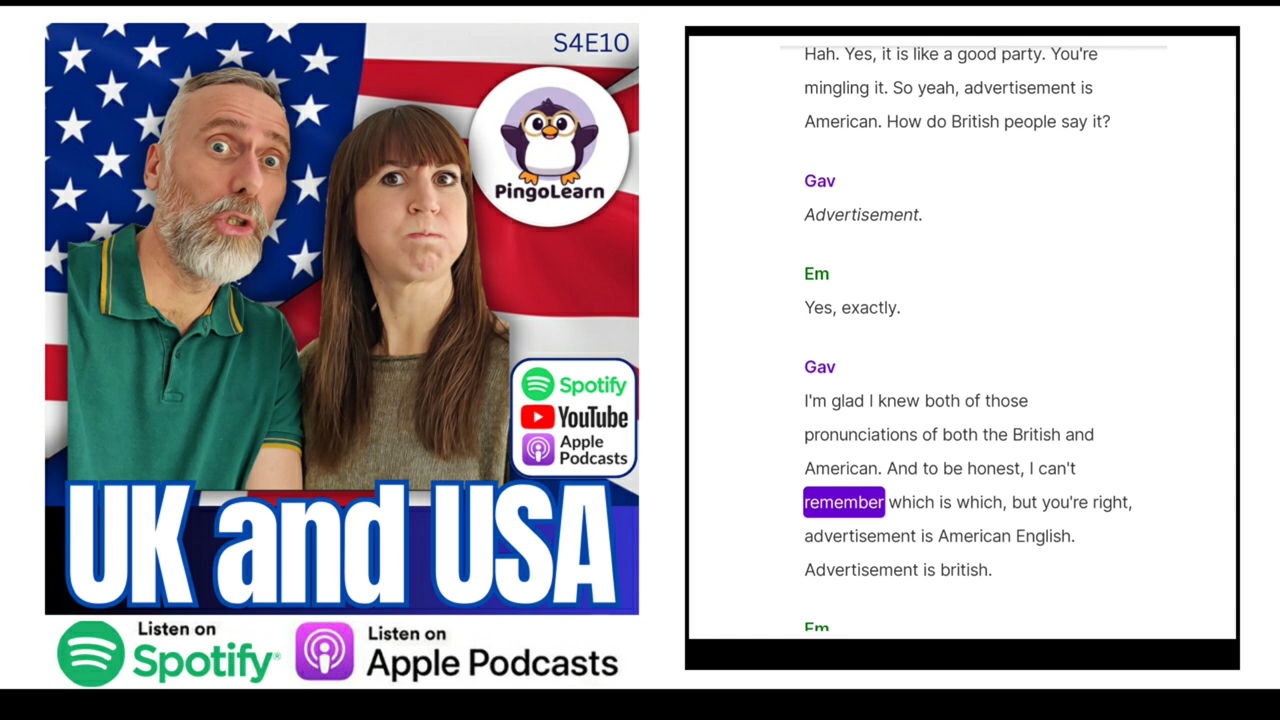 S4E10
PingoLearn
Spotify
YouTube
Apple
Podcasts
UK and USA
Listen on
Spotify
Listen on
Apple Podcasts
Hah. Yes, it is like a good party. You're
mingling it. So yeah, advertisement is
American. How do British people say it?
Gav
Advertisement.
Em
Yes, exactly.
Gav
I'm glad I knew both of those
pronunciations of both the British and
American. And to be honest, I can't
remember which is which, but you're right,
advertisement is American English.
Advertisement is british.
Em